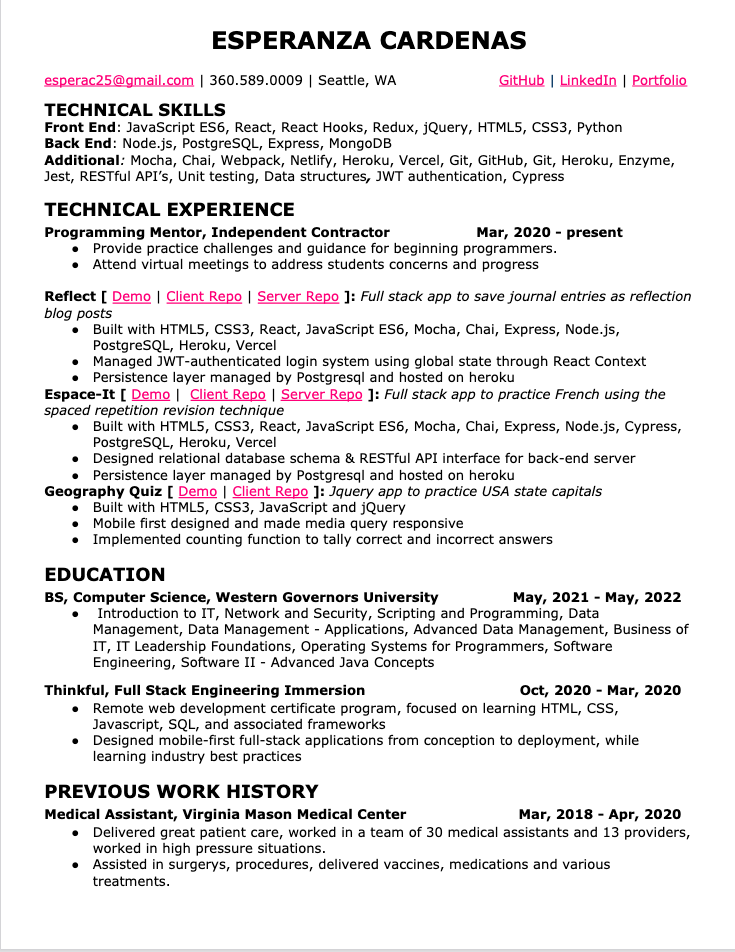 ESPERANZA CARDENAS
esperac25@gmail.com | 360.589.0009 | Seattle, WA GitHub | LinkedIn | Portfolio
TECHNICAL SKILLS
Front End: JavaScript ES6, React, React Hooks, Redux, jQuery, HTML5, CSS3, Python
Back End: Node.js, PostgreSQL, Express, MongoDB
Additional: Mocha, Chai, Webpack, Netlify, Heroku, Vercel, Git, GitHub, Git, Heroku, Enzyme,
Jest, RESTful API's, Unit testing, Data structures, JWT authentication, Cypress
TECHNICAL EXPERIENCE
Programming Mentor, Independent Contractor Mar, 2020 - present
● Provide practice challenges and guidance for beginning programmers.
● Attend virtual meetings to address students concerns and progress
Reflect [ Demo | Client Repo | Server Repo ]: Full stack app to save journal entries as reflection
blog posts
● Built with HTML5, CSS3, React, JavaScript ES6, Mocha, Chai, Express, Node.js,
PostgreSQL, Heroku, Vercel
● Managed JWT-authenticated login system using global state through React Context
● Persistence layer managed by Postgresql and hosted on heroku
Espace-It [ Demo | Client Repo | Server Repo ]: Full stack app to practice French using the
spaced repetition revision technique
● Built with HTML5, CSS3, React, JavaScript ES6, Mocha, Chai, Express, Node.js, Cypress,
PostgreSQL, Heroku, Vercel
● Designed relational database schema & RESTful API interface for back-end server
● Persistence layer managed by Postgresql and hosted on heroku
Geography Quiz [ Demo | Client Repo ]: Jquery app to practice USA state capitals
● Built with HTML5, CSS3, JavaScript and jQuery
● Mobile first designed and made media query responsive
● Implemented counting function to tally correct and incorrect answers
EDUCATION
BS, Computer Science, Western Governors University May, 2021 - May, 2022
● Introduction to IT, Network and Security, Scripting and Programming, Data
Management, Data Management - Applications, Advanced Data Management, Business of
IT, IT Leadership Foundations, Operating Systems for Programmers, Software
Engineering, Software II - Advanced Java Concepts
Thinkful, Full Stack Engineering Immersion Oct, 2020 - Mar, 2020
● Remote web development certificate program, focused on learning HTML, CSS,
Javascript, SQL, and associated frameworks
● Designed mobile-first full-stack applications from conception to deployment, while
learning industry best practices
PREVIOUS WORK HISTORY
Medical Assistant, Virginia Mason Medical Center Mar, 2018 - Apr, 2020
● Delivered great patient care, worked in a team of 30 medical assistants and 13 providers,
worked in high pressure situations.
● Assisted in surgerys, procedures, delivered vaccines, medications and various
treatments.